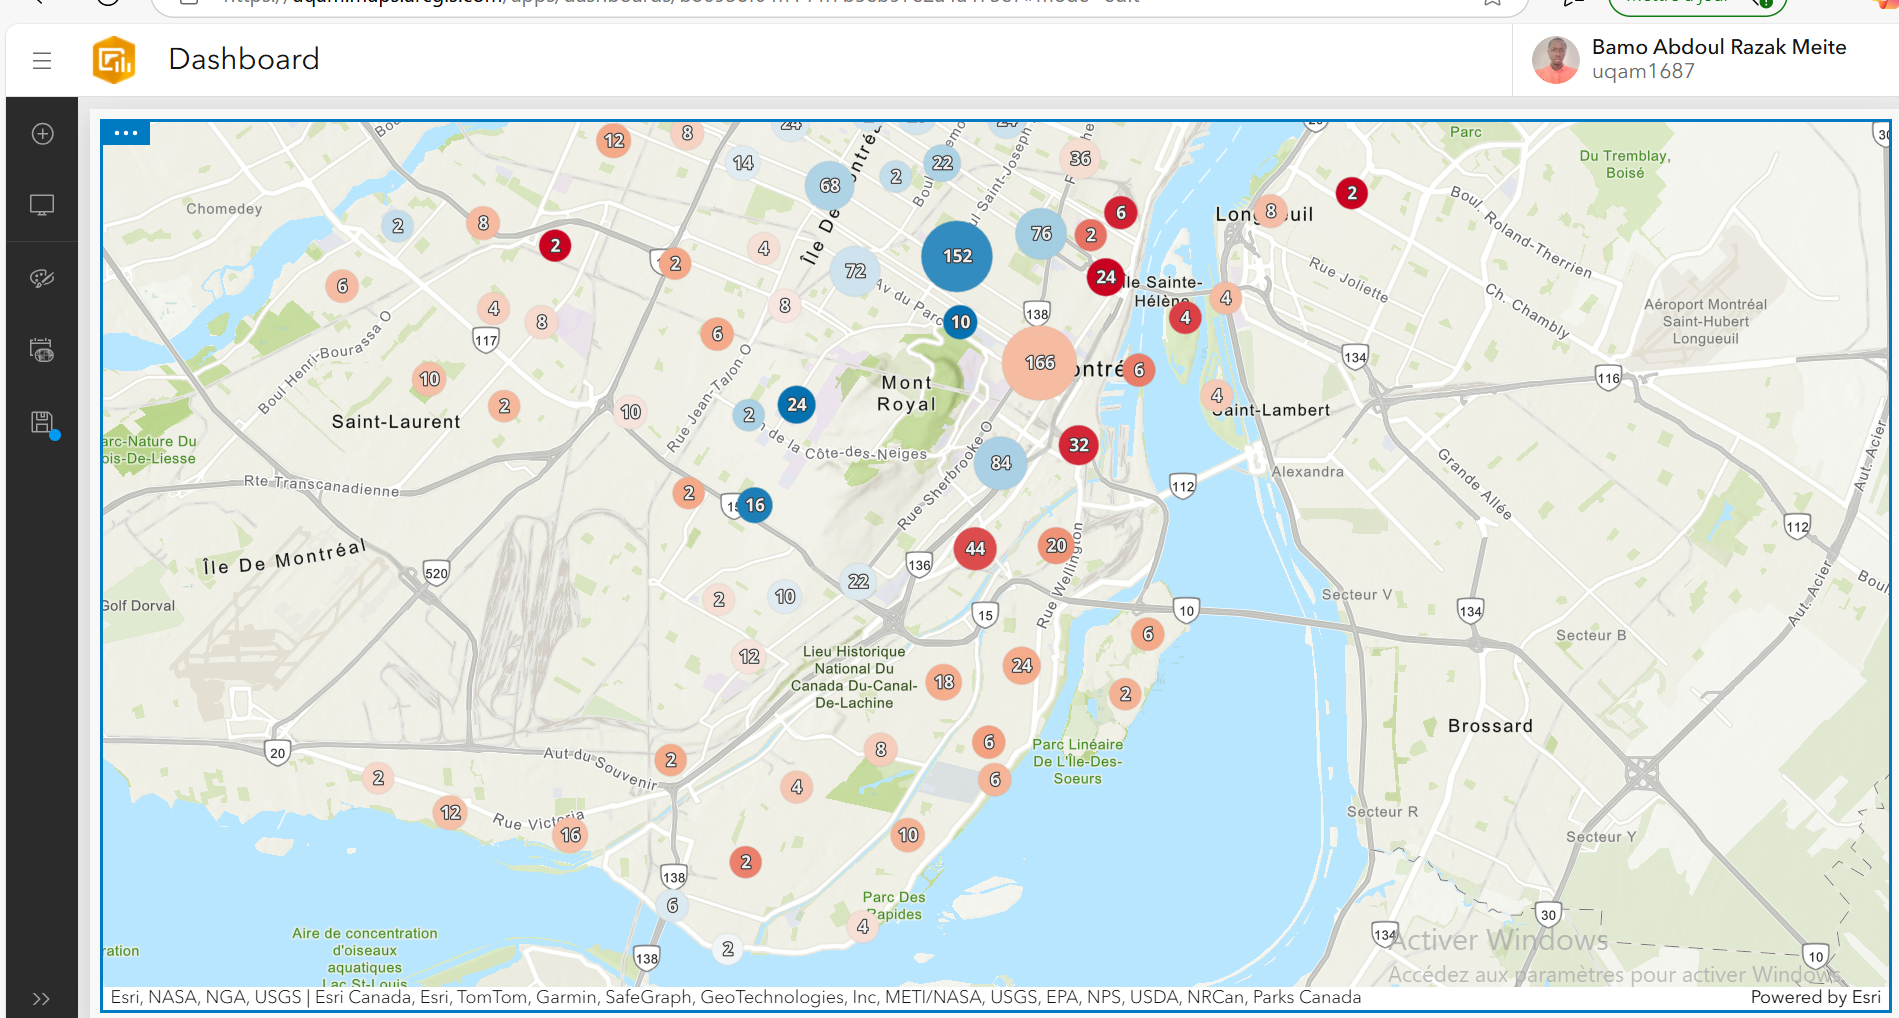 Dashboard
Bamo Abdoul Razak Meite
uqam1687
24
12
8
14
68
2
22
36
Parc
Du Tremblay,
Boisé
Chomedey
2
8
2
Île De
2
4
72
152
76
2
6
24
Longueuil
8
2
Boul. Roland-Therrien
Rue Joliette
Ch. Chambly
Île Sainte-
Hélène
4
4
Aéroport Montréal
Saint-Hubert
Longueuil
6
4
8
117
Boul Henri-Bourassa O
6
8
Av du Parc
10
138
166
6
134
116
Mont
Royal
10
2
10
Saint-Laurent
Rue Jean-Talon O
2
24
de la Côte-des-Neiges
Rue Sherbrooke O
84
32
4
Saint-Lambert
Alexandra
112
Grande Allée
Aut. Acier
112
Rte Transcanadienne
2
16
Île De Montréal
520
Golf Dorval
136
44
20
Rue Wellington
2
10
22
15
10
Secteur V
134
Secteur B
Aut. Acier
Boul
12
Lieu Historique
National Du
Canada Du-Canal-
De-Lachine
18
24
6
2
Brossard
20
Aut du Souvenir
2
8
6
6
Parc Linéaire
De L'Île-Des-
Soeurs
2
12
Rue Victoria
16
4
10
2
Secteur R
Secteur Y
138
6
Parc Des
Rapides
4
2
138
Aire de concentration
d'oiseaux
aquatiques
Lac St-Louis
30
134
10
Activer Windows
Accédez aux paramètres pour activer Windows.
Esri, NASA, NGA, USGS | Esri Canada, Esri, TomTom, Garmin, SafeGraph, GeoTechnologies, Inc, METI/NASA, USGS, EPA, NPS, USDA, NRCan, Parks Canada
Powered by Esri